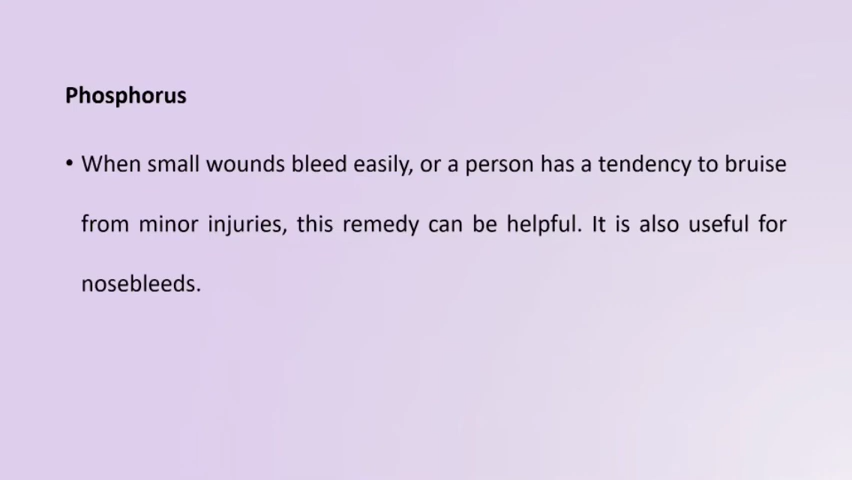 Phosphorus
• When small wounds bleed easily, or a person has a tendency to bruise
from minor injuries, this remedy can be helpful. It is also useful for
nosebleeds.